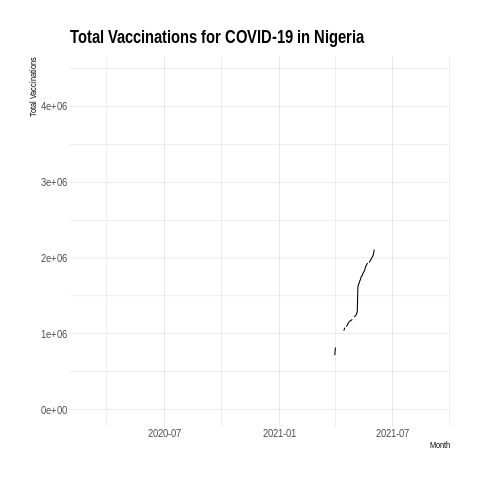 Total Vaccinations for COVID-19 in Nigeria
Total Vaccinations
4e+06
3e+06
2e+06
1e+06
0e+00
2020-07
2021-01
2021-07
Month